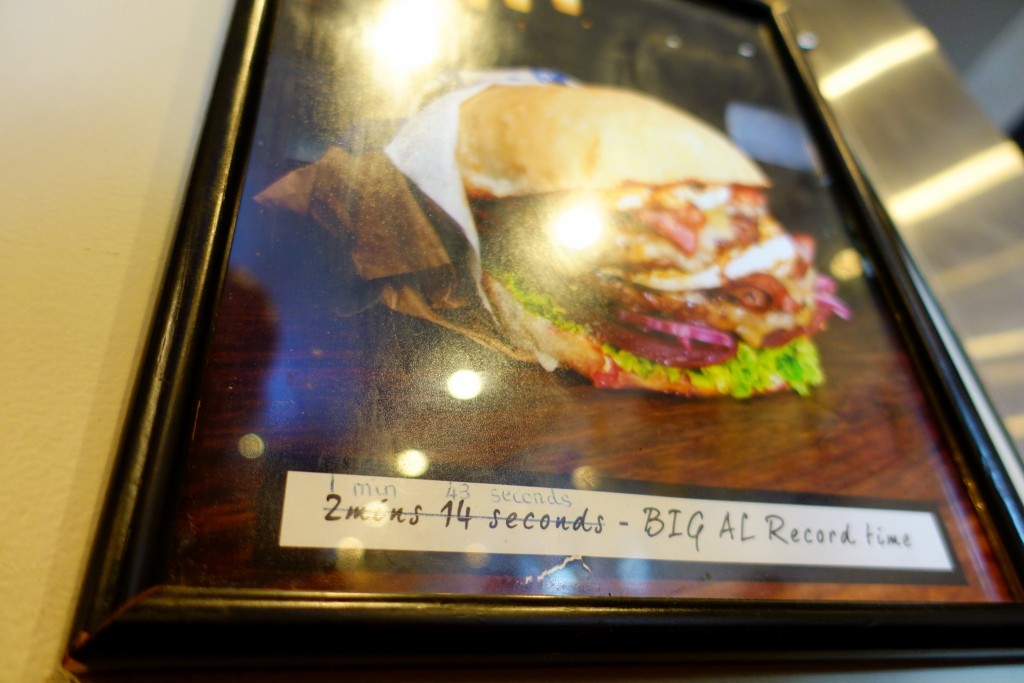 1 min 43 seconds
2mins 14 seconds - BIG AL Record time